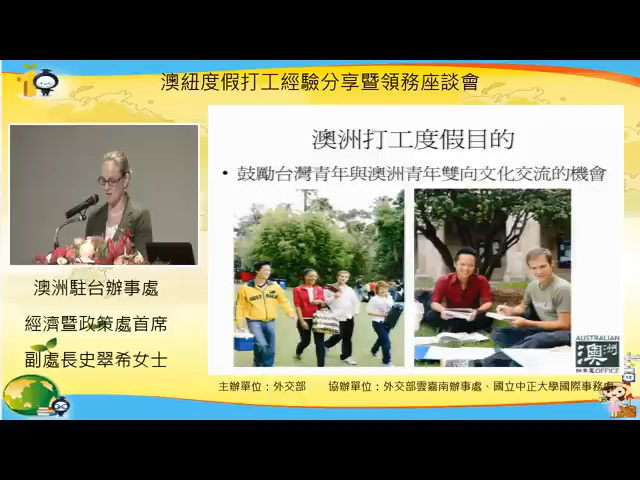 澳紐度假打工經驗分享暨領務座談會
澳洲打工度假目的
• 鼓勵台灣青年與澳洲青年雙向文化交流的機會
澳洲駐台辦事處
經濟暨政策處首席
副處長史翠希女士
AUSTRALIAN
澳洲
OFFICE
主辦單位：外交部
協辦單位：外交部雲嘉南辦事處、國立中正大學國際事務處